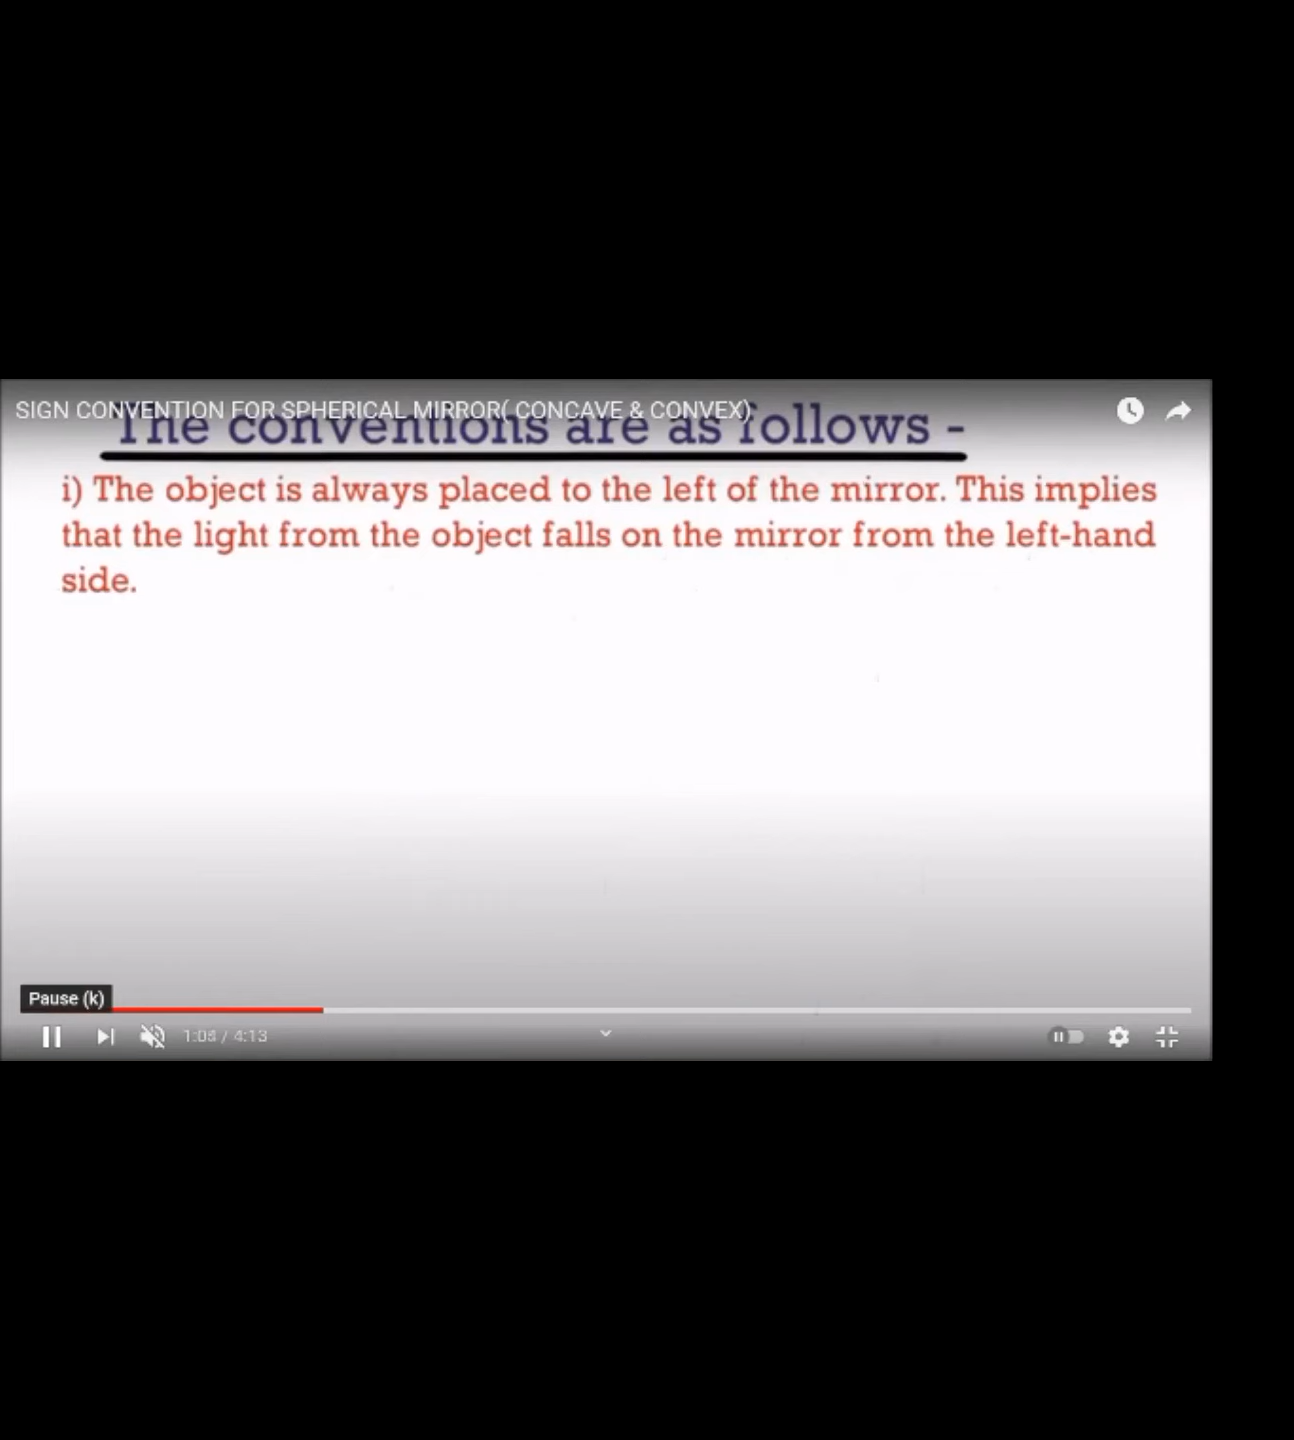 SIGN CONVENTION FOR SPHERICAL MIRROR( CONCAVE & CONVEX)
The conventions are as follows -
i) The object is always placed to the left of the mirror. This implies
that the light from the object falls on the mirror from the left-hand
side.
Pause (k)
/ 4:13